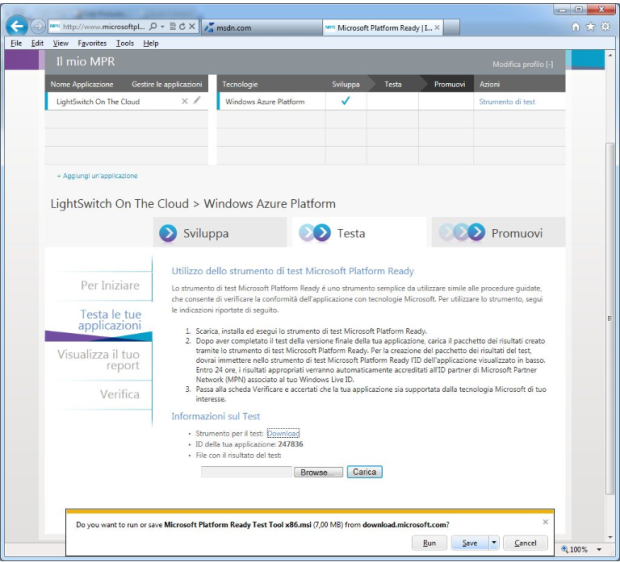 http://www.microsoftpl...
msdn.com
Microsoft Platform Ready | I...
File Edit View Favorites Tools Help
Il mio MPR
Modifica profilo [-]
Nome Applicazione Gestire le applicazioni Tecnologie Sviluppa Testa Promuovi Azioni
LightSwitch On The Cloud Windows Azure Platform Strumento di test
+ Aggiungi un'applicazione
LightSwitch On The Cloud > Windows Azure Platform
Sviluppa Testa Promuovi
Per Iniziare
Testa le tue
applicazioni
Visualizza il tuo
report
Verifica
Utilizzo dello strumento di test Microsoft Platform Ready
Lo strumento di test Microsoft Platform Ready é uno strumento semplice da utilizzare simile alle procedure guidate,
che consente di verificare la conformità dell'applicazione con tecnologie Microsoft. Per utilizzare lo strumento, segui
le indicazioni riportate di seguito.
1. Scarica, installa ed esegui lo strumento di test Microsoft Platform Ready.
2. Dopo aver completato il test della versione finale della tua applicazione, carica il pacchetto dei risultati creato
tramite lo strumento di test Microsoft Platform Ready. Per la creazione del pacchetto dei risultati del test,
dovrai immettere nello strumento di test Microsoft Platform Ready l'ID dell'applicazione visualizzato in basso.
Entro 24 ore, i risultati appropriati verranno automaticamente accreditati all'ID partner di Microsoft Partner
Network (MPN) associato al tuo Windows Live ID.
3. Passa alla scheda Verificare e accertati che la tua applicazione sia supportata dalla tecnologia Microsoft di tuo
interesse.
Informazioni sul Test
• Strumento per il test: Download
• ID della tua applicazione: 247836
• File con il risultato del test:
Browse... Carica
Do you want to run or save Microsoft Platform Ready Test Tool x86.msi (7,00 MB) from download.microsoft.com?
Run Save Cancel
100%